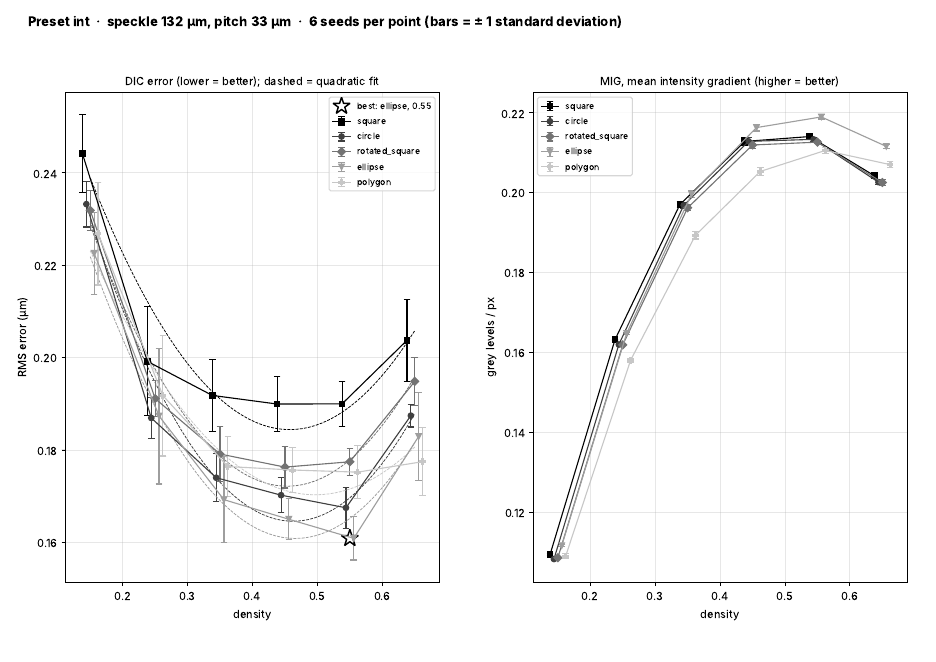 Preset int · speckle 132 µm, pitch 33 µm · 6 seeds per point (bars = ± 1 standard deviation)
DIC error (lower = better); dashed = quadratic fit
best: ellipse, 0.55
square
circle
rotated_square
ellipse
polygon
0.24
0.22
0.20
0.18
0.16
RMS error (µm)
0.2 0.3 0.4 0.5 0.6
density
MIG, mean intensity gradient (higher = better)
square
circle
rotated_square
ellipse
polygon
0.22
0.20
0.18
0.16
0.14
0.12
grey levels / px
0.2 0.3 0.4 0.5 0.6
density